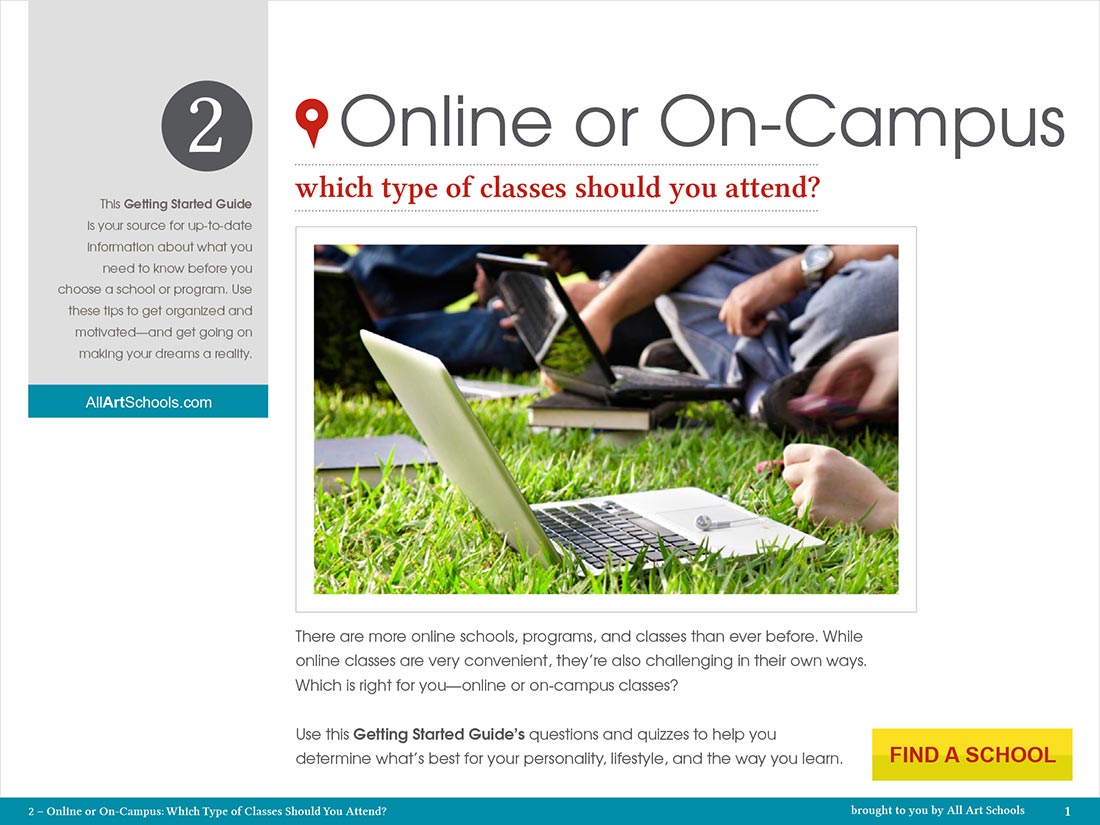 2
This Getting Started Guide
is your source for up-to-date
information about what you
need to know before you
choose a school or program. Use
these tips to get organized and
motivated—and get going on
making your dreams a reality.
AllArtSchools.com
Online or On-Campus
which type of classes should you attend?
There are more online schools, programs, and classes than ever before. While
online classes are very convenient, they’re also challenging in their own ways.
Which is right for you—online or on-campus classes?
Use this Getting Started Guide’s questions and quizzes to help you
determine what’s best for your personality, lifestyle, and the way you learn.
FIND A SCHOOL
2 – Online or On-Campus: Which Type of Classes Should You Attend?
brought to you by All Art Schools 1